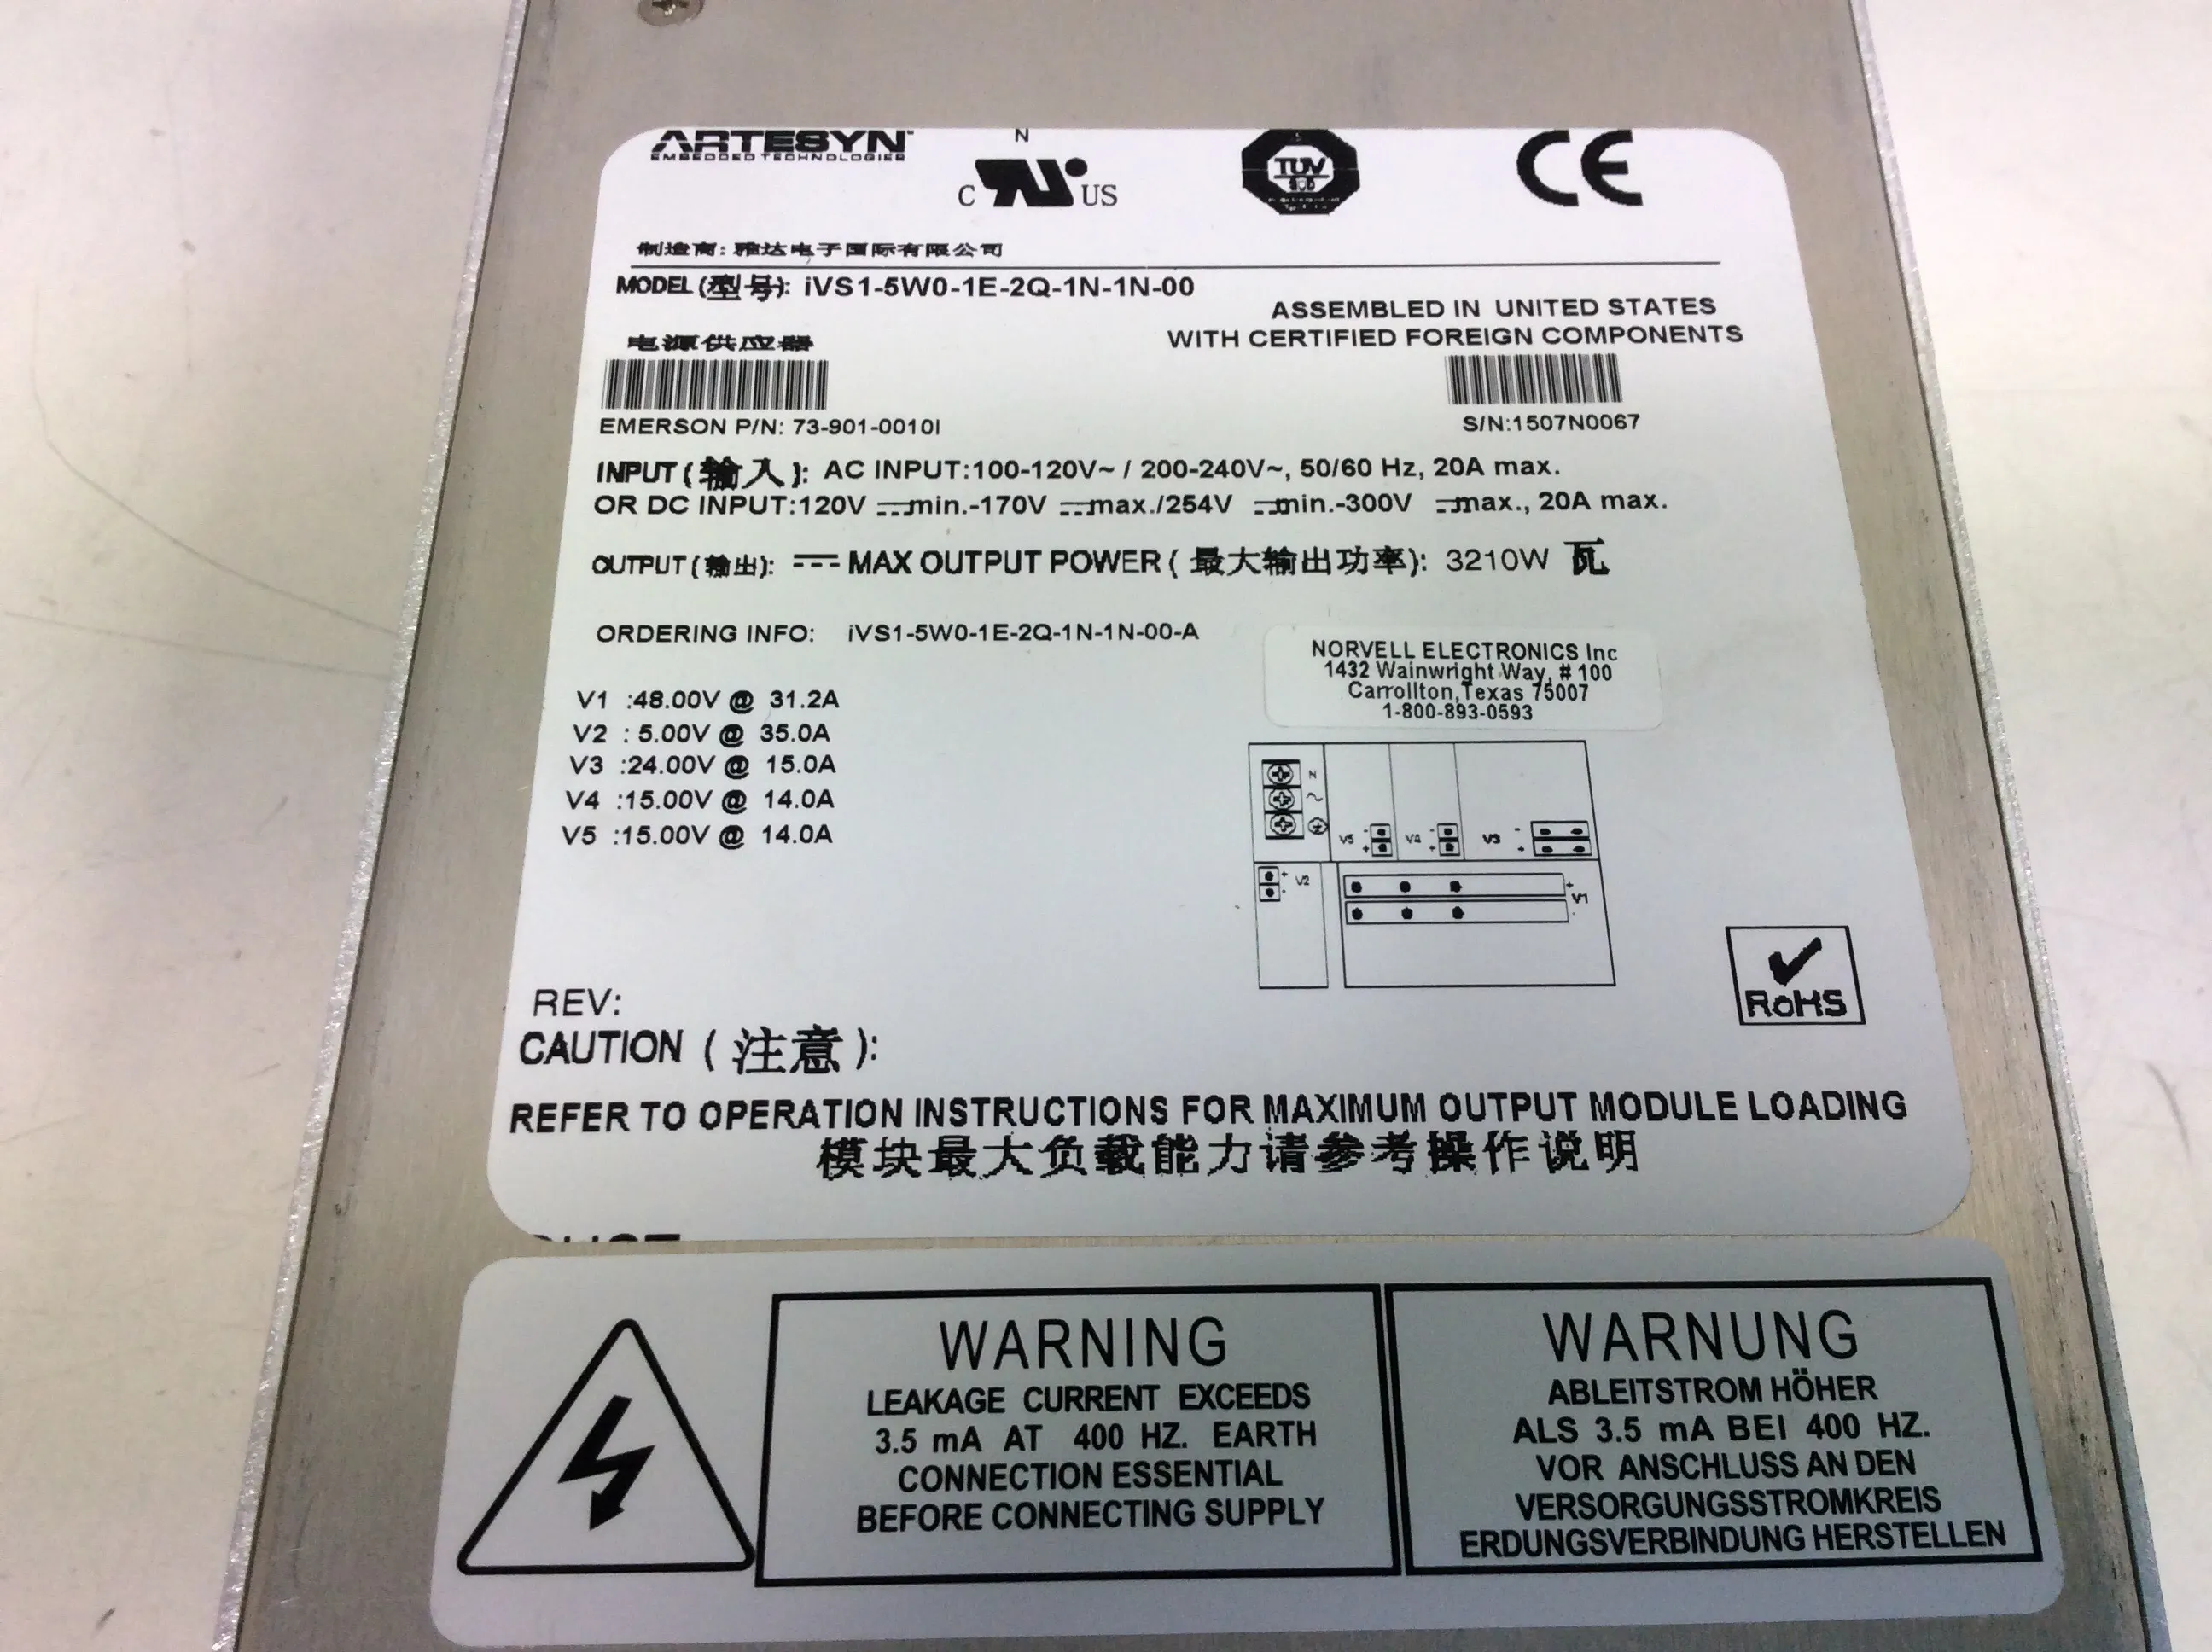 ARTESYN™
EMBEDDED TECHNOLOGIES
N
C US
TUV
SUD
CE
制造商: 雅达电子国际有限公司
MODEL (型号): iVS1-5W0-1E-2Q-1N-1N-00
ASSEMBLED IN UNITED STATES
WITH CERTIFIED FOREIGN COMPONENTS
电源供应器
EMERSON P/N: 73-901-0010I
S/N:1507N0067
INPUT (输入): AC INPUT:100-120V~ / 200-240V~, 50/60 Hz, 20A max.
OR DC INPUT:120V ⎓min.-170V ⎓max./254V ⎓min.-300V ⎓max., 20A max.
OUTPUT (输出): ⎓ MAX OUTPUT POWER ( 最大输出功率): 3210W 瓦
ORDERING INFO: iVS1-5W0-1E-2Q-1N-1N-00-A
NORVELL ELECTRONICS Inc
1432 Wainwright Way, # 100
Carrollton,Texas 75007
1-800-893-0593
V1 :48.00V @ 31.2A
V2 : 5.00V @ 35.0A
V3 :24.00V @ 15.0A
V4 :15.00V @ 14.0A
V5 :15.00V @ 14.0A
N
~
V5 - +
V4 - +
V3 - +
V2 + -
V1 + -
RoHS
REV:
CAUTION ( 注意 ):
REFER TO OPERATION INSTRUCTIONS FOR MAXIMUM OUTPUT MODULE LOADING
模块最大负载能力请参考操作说明
WARNING
LEAKAGE CURRENT EXCEEDS
3.5 mA AT 400 HZ. EARTH
CONNECTION ESSENTIAL
BEFORE CONNECTING SUPPLY
WARNUNG
ABLEITSTROM HÖHER
ALS 3.5 mA BEI 400 HZ.
VOR ANSCHLUSS AN DEN
VERSORGUNGSSTROMKREIS
ERDUNGSVERBINDUNG HERSTELLEN